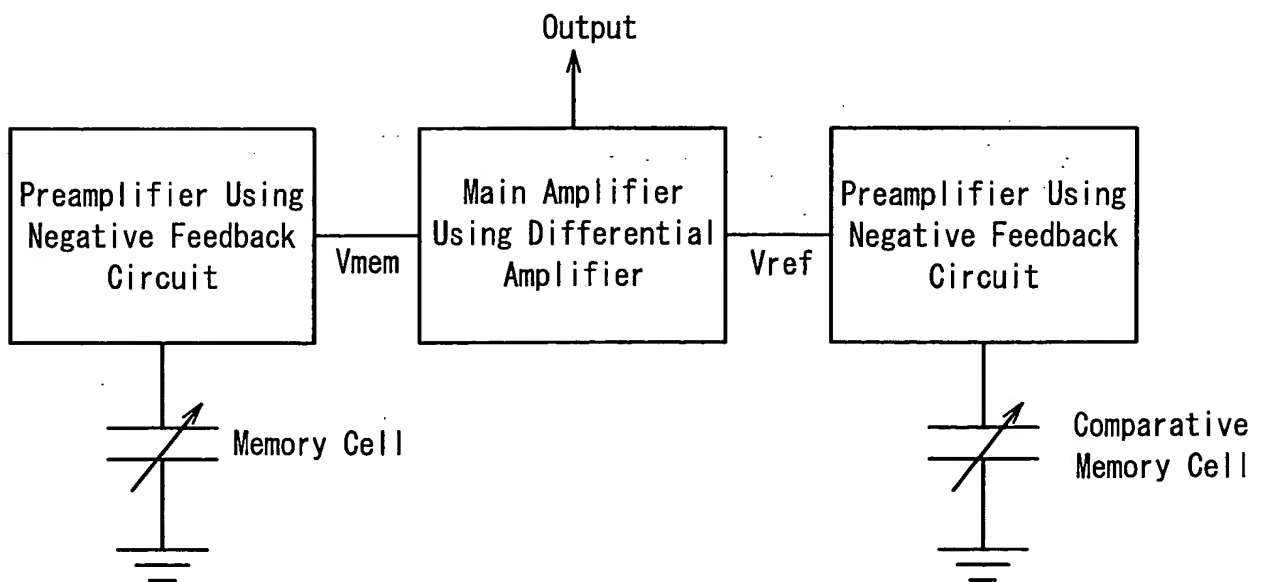 Output
Preamplifier Using
Negative Feedback
Circuit
Vmem
Main Amplifier
Using Differential
Amplifier
Vref
Preamplifier Using
Negative Feedback
Circuit
Memory Cell
Comparative
Memory Cell